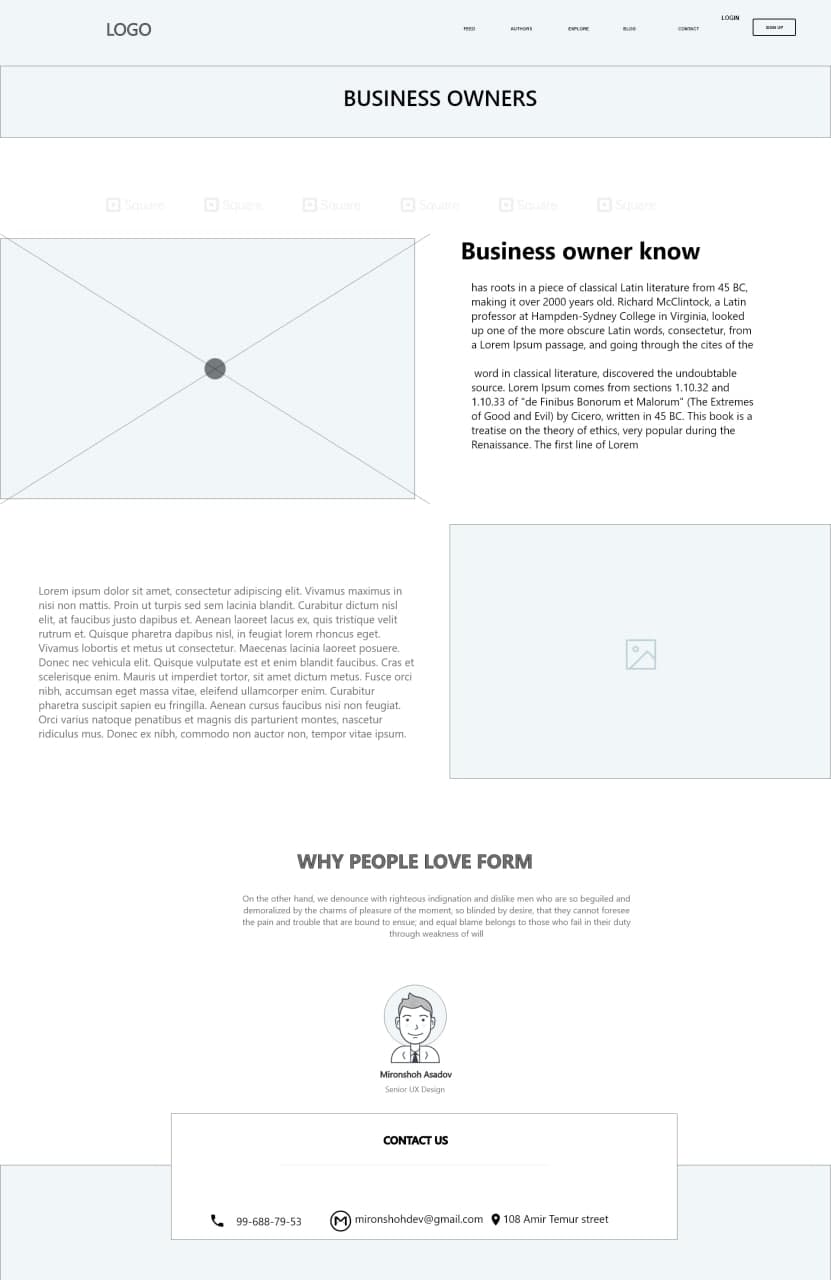 LOGO
FEED AUTHORS EXPLORE BLOG CONTACT LOGIN SIGN UP
BUSINESS OWNERS
Square Square Square Square Square Square
Business owner know
has roots in a piece of classical Latin literature from 45 BC,
making it over 2000 years old. Richard McClintock, a Latin
professor at Hampden-Sydney College in Virginia, looked
up one of the more obscure Latin words, consectetur, from
a Lorem Ipsum passage, and going through the cites of the
word in classical literature, discovered the undoubtable
source. Lorem Ipsum comes from sections 1.10.32 and
1.10.33 of "de Finibus Bonorum et Malorum" (The Extremes
of Good and Evil) by Cicero, written in 45 BC. This book is a
treatise on the theory of ethics, very popular during the
Renaissance. The first line of Lorem
Lorem ipsum dolor sit amet, consectetur adipiscing elit. Vivamus maximus in
nisi non mattis. Proin ut turpis sed sem lacinia blandit. Curabitur dictum nisl
elit, at faucibus justo dapibus et. Aenean laoreet lacus ex, quis tristique velit
rutrum et. Quisque pharetra dapibus nisl, in feugiat lorem rhoncus eget.
Vivamus lobortis et metus ut consectetur. Maecenas lacinia laoreet posuere.
Donec nec vehicula elit. Quisque vulputate est et enim blandit faucibus. Cras et
scelerisque enim. Mauris ut imperdiet tortor, sit amet dictum metus. Fusce orci
nibh, accumsan eget massa vitae, eleifend ullamcorper enim. Curabitur
pharetra suscipit sapien eu fringilla. Aenean cursus faucibus nisi non feugiat.
Orci varius natoque penatibus et magnis dis parturient montes, nascetur
ridiculus mus. Donec ex nibh, commodo non auctor non, tempor vitae ipsum.
WHY PEOPLE LOVE FORM
On the other hand, we denounce with righteous indignation and dislike men who are so beguiled and
demoralized by the charms of pleasure of the moment, so blinded by desire, that they cannot foresee
the pain and trouble that are bound to ensue; and equal blame belongs to those who fail in their duty
through weakness of will
Mironshoh Asadov
Senior UX Design
CONTACT US
99-688-79-53 mironshohdev@gmail.com 108 Amir Temur street